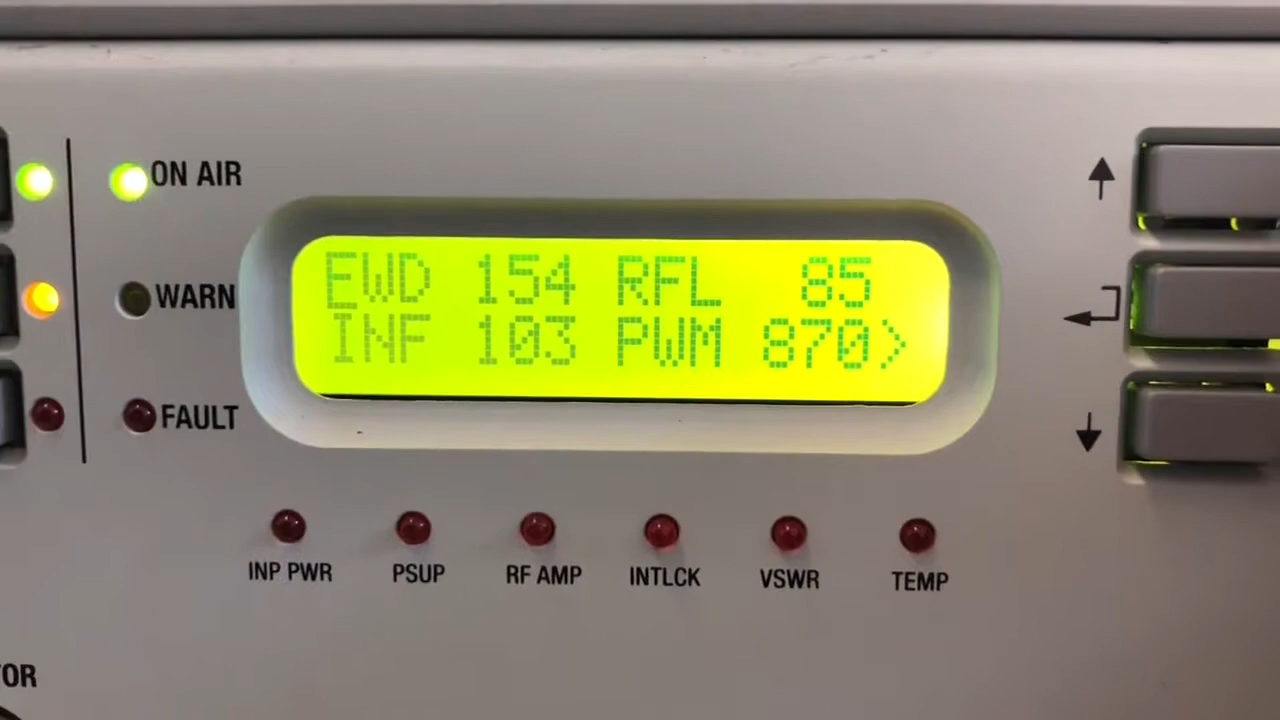 ON AIR
WARN
FAULT
FWD 154 RFL 85
INF 103 PWM 870>
INP PWR
PSUP
RF AMP
INTLCK
VSWR
TEMP
TOR